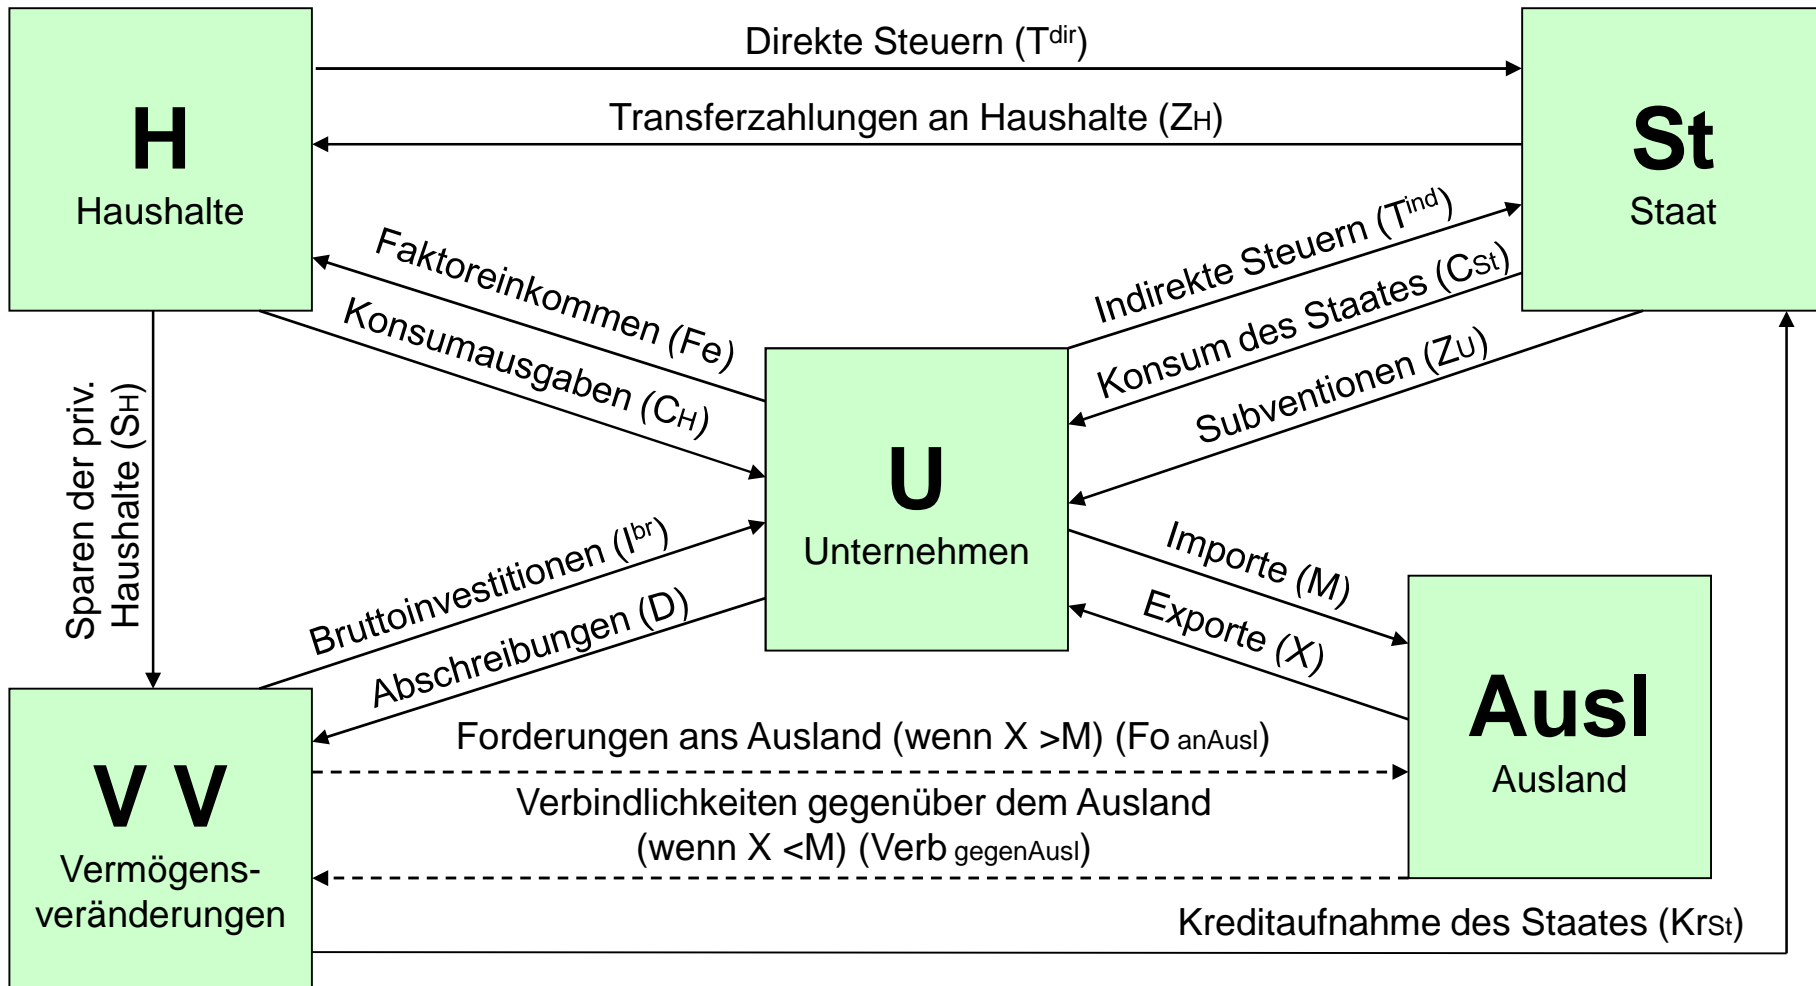 Direkte Steuern (T^dir)
H
Haushalte
Transferzahlungen an Haushalte (ZH)
St
Staat
Faktoreinkommen (Fe)
Konsumausgaben (CH)
Indirekte Steuern (T^ind)
Konsum des Staates (CSt)
Subventionen (ZU)
Sparen der priv.
Haushalte (SH)
U
Unternehmen
Bruttoinvestitionen (I^br)
Abschreibungen (D)
Importe (M)
Exporte (X)
Ausl
Ausland
V V
Vermögens-
veränderungen
Forderungen ans Ausland (wenn X >M) (Fo anAusl)
Verbindlichkeiten gegenüber dem Ausland
(wenn X <M) (Verb gegenAusl)
Kreditaufnahme des Staates (KrSt)